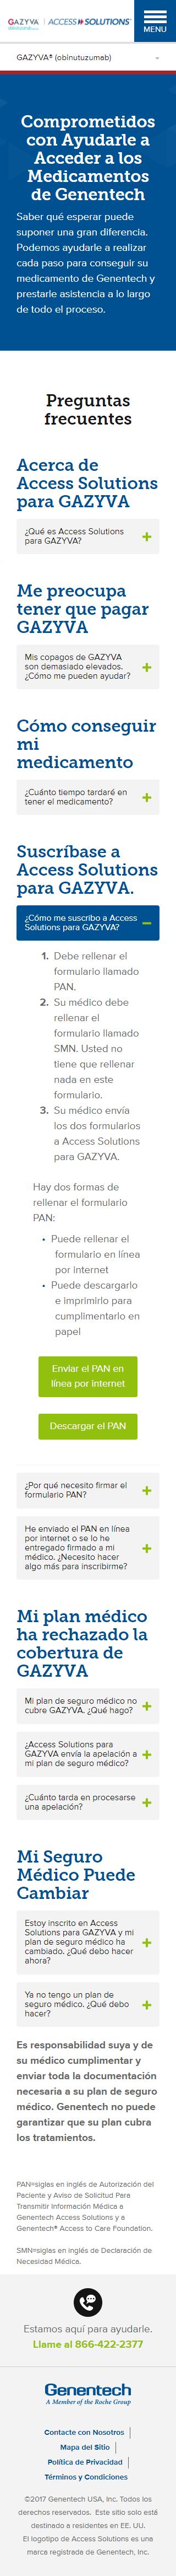 GAZYVA | ACCESS SOLUTIONS®
MENU
GAZYVA® (obinutuzumab)
Comprometidos
con Ayudarle a
Acceder a los
Medicamentos
de Genentech
Saber qué esperar puede
suponer una gran diferencia.
Podemos ayudarle a realizar
cada paso para conseguir su
medicamento de Genentech y
prestarle asistencia a lo largo
de todo el proceso.
Preguntas
frecuentes
Acerca de
Access Solutions
para GAZYVA
¿Qué es Access Solutions
para GAZYVA?
Me preocupa
tener que pagar
GAZYVA
Mis copagos de GAZYVA
son demasiado elevados.
¿Cómo me pueden ayudar?
Cómo conseguir
mi
medicamento
¿Cuánto tiempo tardaré en
tener el medicamento?
Suscríbase a
Access Solutions
para GAZYVA.
¿Cómo me suscribo a Access
Solutions para GAZYVA?
1. Debe rellenar el
formulario llamado
PAN.
2. Su médico debe
rellenar el
formulario llamado
SMN. Usted no
tiene que rellenar
nada en este
formulario.
3. Su médico envía
los dos formularios
a Access Solutions
para GAZYVA.
Hay dos formas de
rellenar el formulario
PAN:
• Puede rellenar el
formulario en línea
por internet
• Puede descargarlo
e imprimirlo para
cumplimentarlo en
papel
Enviar el PAN en
línea por internet
Descargar el PAN
¿Por qué necesito firmar el
formulario PAN?
He enviado el PAN en línea
por internet o se lo he
entregado firmado a mi
médico. ¿Necesito hacer
algo más para inscribirme?
Mi plan médico
ha rechazado la
cobertura de
GAZYVA
Mi plan de seguro médico no
cubre GAZYVA. ¿Qué hago?
¿Access Solutions para
GAZYVA envía la apelación a
mi plan de seguro médico?
¿Cuánto tarda en procesarse
una apelación?
Mi Seguro
Médico Puede
Cambiar
Estoy inscrito en Access
Solutions para GAZYVA y mi
plan de seguro médico ha
cambiado. ¿Qué debo hacer
ahora?
Ya no tengo un plan de
seguro médico. ¿Qué debo
hacer?
Es responsabilidad suya y de
su médico cumplimentar y
enviar toda la documentación
necesaria a su plan de seguro
médico. Genentech no puede
garantizar que su plan cubra
los tratamientos.
PAN=siglas en inglés de Autorización del
Paciente y Aviso de Solicitud Para
Transmitir Información Médica a
Genentech Access Solutions y a
Genentech® Access to Care Foundation.
SMN=siglas en inglés de Declaración de
Necesidad Médica.
Estamos aquí para ayudarle.
Llame al 866-422-2377
Genentech
A Member of the Roche Group
Contacte con Nosotros |
Mapa del Sitio |
Política de Privacidad |
Términos y Condiciones
©2017 Genentech USA, Inc. Todos los
derechos reservados. Este sitio solo está
destinado a residentes en EE. UU.
El logotipo de Access Solutions es una
marca registrada de Genentech, Inc.